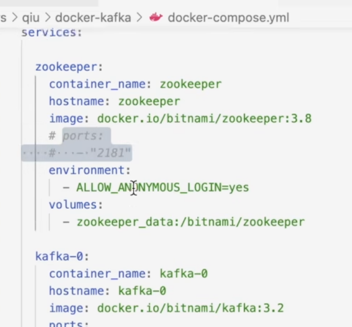 s > qiu > docker-kafka > docker-compose.yml
services:
zookeeper:
container_name: zookeeper
hostname: zookeeper
image: docker.io/bitnami/zookeeper:3.8
# ports:
# - "2181"
environment:
- ALLOW_ANONYMOUS_LOGIN=yes
volumes:
- zookeeper_data:/bitnami/zookeeper
kafka-0:
container_name: kafka-0
hostname: kafka-0
image: docker.io/bitnami/kafka:3.2
ports: